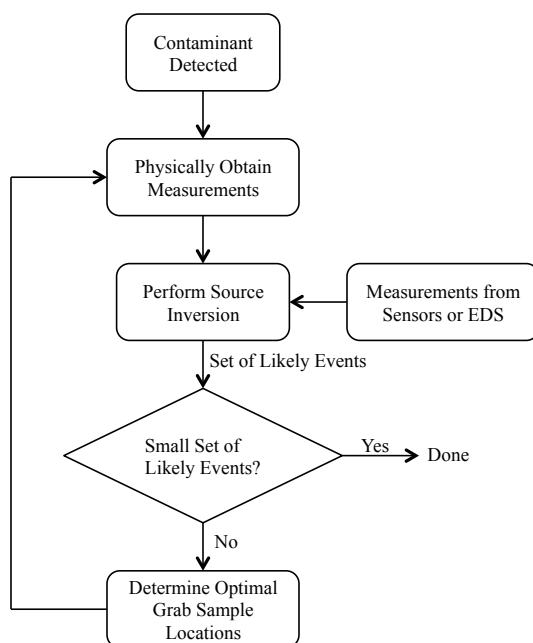 Contaminant
Detected
Physically Obtain
Measurements
Perform Source
Inversion
Measurements from
Sensors or EDS
Set of Likely Events
Small Set of
Likely Events?
Yes
Done
No
Determine Optimal
Grab Sample
Locations